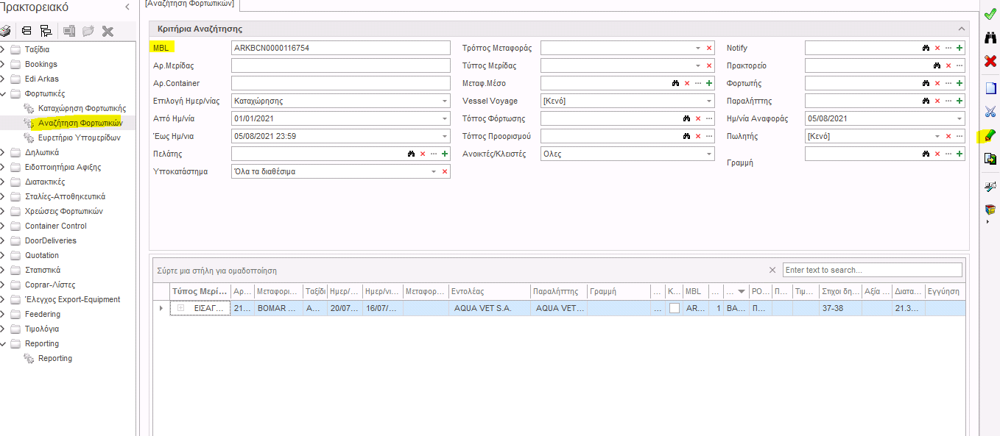 Πρακτορειακό
[Αναζήτηση Φορτωτικών]
Ταξίδια
Bookings
Edi Arkas
Φορτωτικές
Καταχώρηση Φορτωτικής
Αναζήτηση Φορτωτικών
Ευρετήριο Υπομερίδων
Δηλωτικά
Ειδοποιητήρια Αφιξης
Διατακτικές
Σταλίες-Αποθηκευτικά
Χρεώσεις Φορτωτικών
Container Control
DoorDeliveries
Quotation
Στατιστικά
Coprar-Λίστες
Έλεγχος Export-Equipment
Feedering
Τιμολόγια
Reporting
Reporting
Κριτήρια Αναζήτησης
MBL ARKBCN0000116754 Τρόπος Μεταφοράς Notify
Αρ.Μερίδας Τύπος Μερίδας Πρακτορείο
Αρ.Container Μεταφ.Μέσο Φορτωτής
Επιλογή Ημερ/νίας Καταχώρησης Vessel Voyage [Κενό] Παραλήπτης
Από Ημ/νία 01/01/2021 Τόπος Φόρτωσης Ημ/νία Αναφοράς 05/08/2021
Έως Ημ/νια 05/08/2021 23:59 Τόπος Προορισμού Πωλητής [Κενό]
Πελάτης Ανοικτές/Κλειστές Ολες Γραμμή
Υποκατάστημα Όλα τα διαθέσιμα
Σύρτε μια στήλη για ομαδοποίηση Enter text to search...
Τύπος Μερί... Αρ... Μεταφορι... Ταξίδι Ημερ/... Ημερ/νι... Μεταφορ... Εντολέας Παραλήπτης Γραμμή ... Κ... MBL ... ... PO... Π... Τιμ... Στιχοι δη... Αξία ... Διατα... Εγγύηση
ΕΙΣΑΓ... 21... BOMAR ... Α... 20/07... 16/07/... AQUA VET S.A. AQUA VET... ... AR... 1 BA... Π... 37-38 21.3...